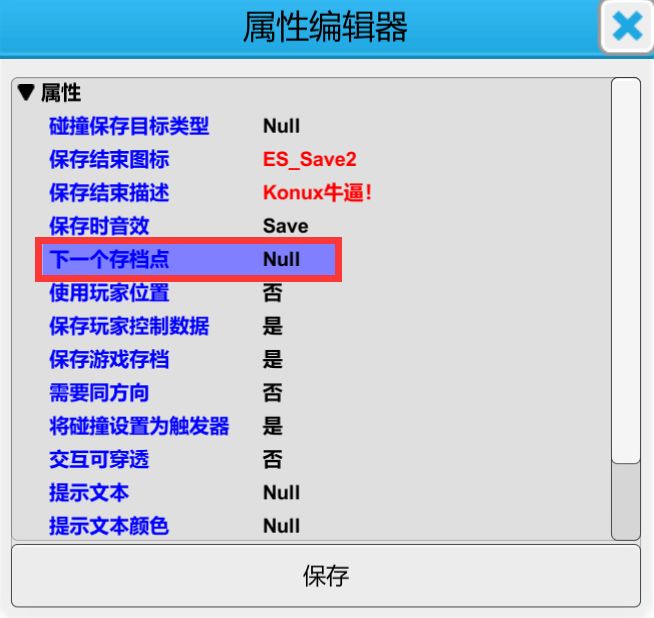 属性编辑器
▼ 属性
碰撞保存目标类型 Null
保存结束图标 ES_Save2
保存结束描述 Konux牛逼!
保存时音效 Save
下一个存档点 Null
使用玩家位置 否
保存玩家控制数据 是
保存游戏存档 是
需要同方向 否
将碰撞设置为触发器 是
交互可穿透 否
提示文本 Null
提示文本颜色 Null
保存